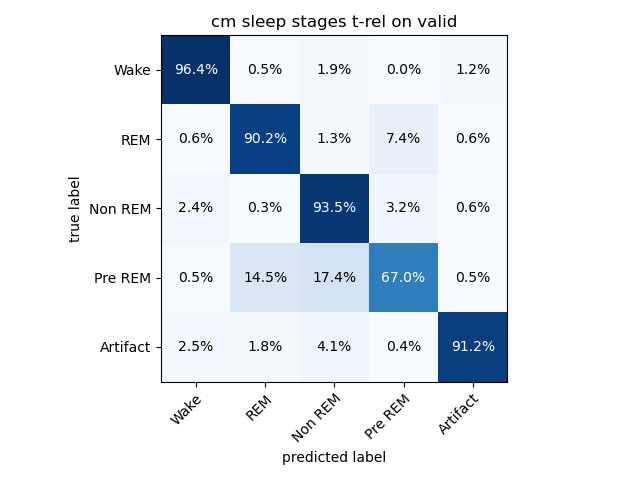 cm sleep stages t-rel on valid
Wake 96.4% 0.5% 1.9% 0.0% 1.2%
REM 0.6% 90.2% 1.3% 7.4% 0.6%
Non REM 2.4% 0.3% 93.5% 3.2% 0.6%
Pre REM 0.5% 14.5% 17.4% 67.0% 0.5%
Artifact 2.5% 1.8% 4.1% 0.4% 91.2%
true label
Wake REM Non REM Pre REM Artifact
predicted label